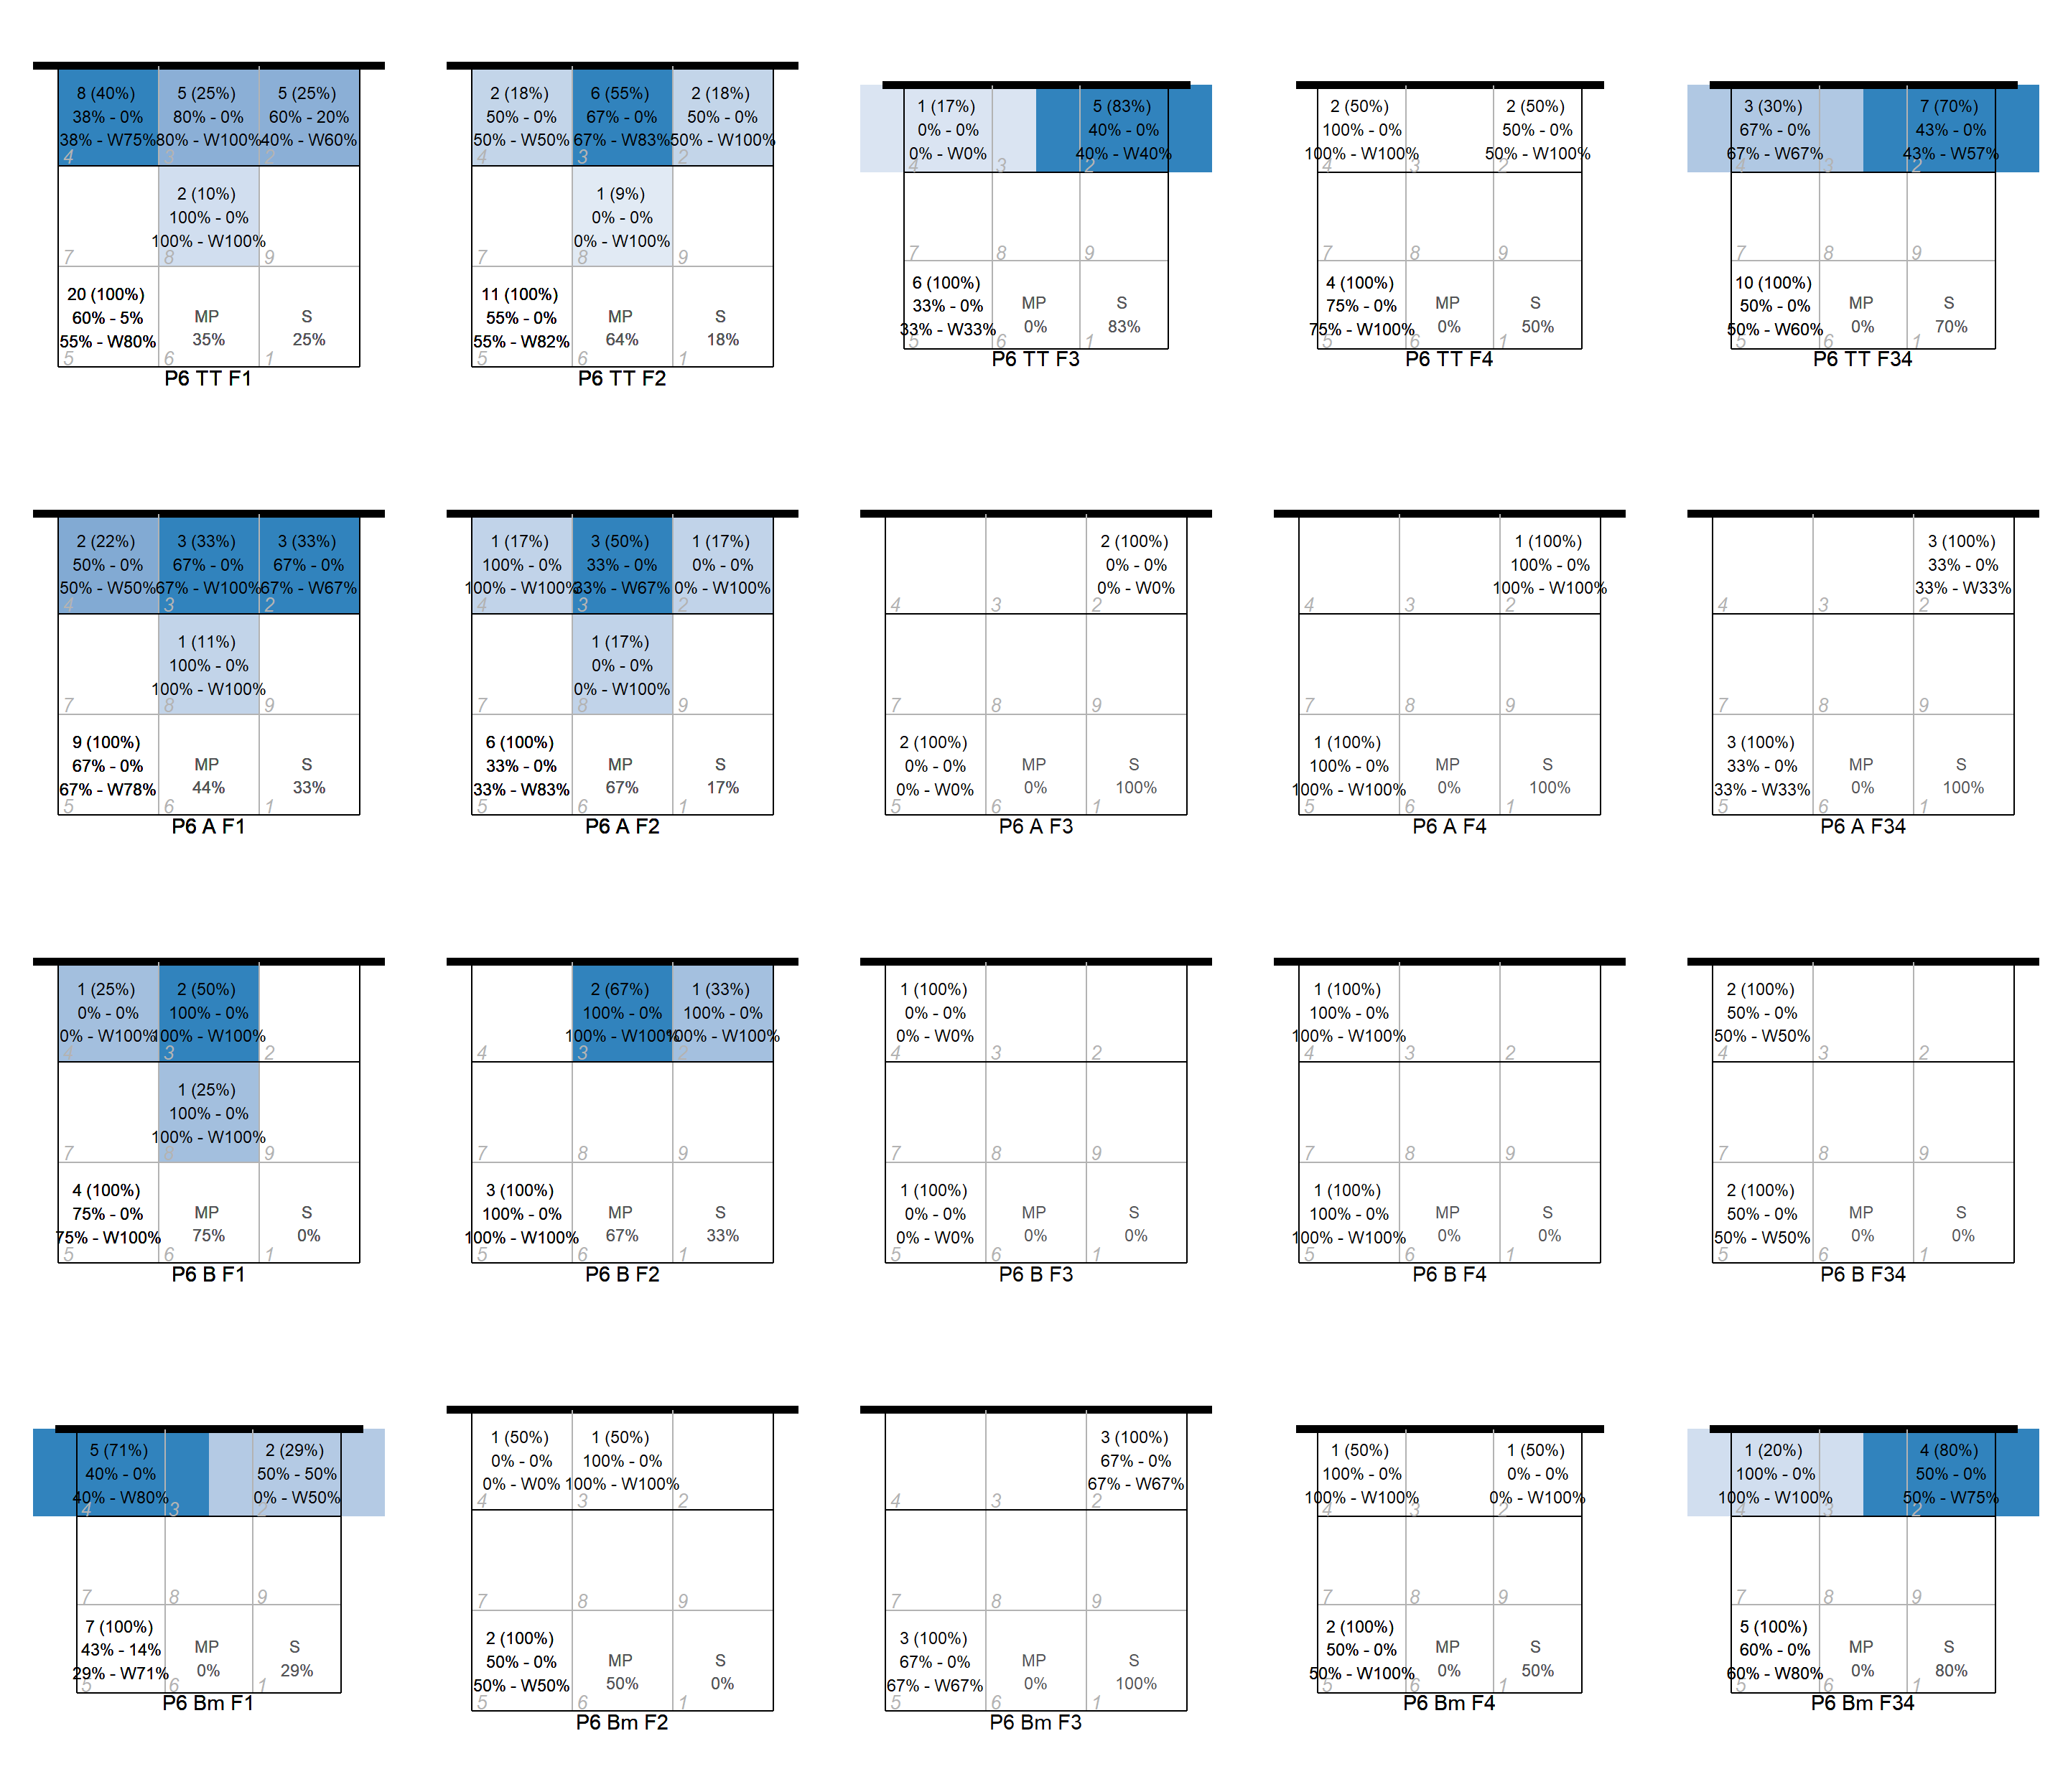 8 (40%)
38% - 0%
38% - W75%
4
5 (25%)
80% - 0%
80% - W100%
3
5 (25%)
60% - 20%
40% - W60%
2
7
2 (10%)
100% - 0%
100% - W100%
8
9
20 (100%)
60% - 5%
55% - W80%
5
MP
35%
6
S
25%
1
P6 TT F1
2 (18%)
50% - 0%
50% - W50%
4
6 (55%)
67% - 0%
67% - W83%
3
2 (18%)
50% - 0%
50% - W100%
2
7
1 (9%)
0% - 0%
0% - W100%
8
9
11 (100%)
55% - 0%
55% - W82%
5
MP
64%
6
S
18%
1
P6 TT F2
1 (17%)
0% - 0%
0% - W0%
4
3
5 (83%)
40% - 0%
40% - W40%
2
7
8
9
6 (100%)
33% - 0%
33% - W33%
5
MP
0%
6
S
83%
1
P6 TT F3
2 (50%)
100% - 0%
100% - W100%
4
3
2 (50%)
50% - 0%
50% - W100%
2
7
8
9
4 (100%)
75% - 0%
75% - W100%
5
MP
0%
6
S
50%
1
P6 TT F4
3 (30%)
67% - 0%
67% - W67%
4
3
7 (70%)
43% - 0%
43% - W57%
2
7
8
9
10 (100%)
50% - 0%
50% - W60%
5
MP
0%
6
S
70%
1
P6 TT F34
2 (22%)
50% - 0%
50% - W50%
4
3 (33%)
67% - 0%
67% - W100%
3
3 (33%)
67% - 0%
67% - W67%
2
7
1 (11%)
100% - 0%
100% - W100%
8
9
9 (100%)
67% - 0%
67% - W78%
5
MP
44%
6
S
33%
1
P6 A F1
1 (17%)
100% - 0%
100% - W100%
4
3 (50%)
33% - 0%
33% - W67%
3
1 (17%)
0% - 0%
0% - W100%
2
7
1 (17%)
0% - 0%
0% - W100%
8
9
6 (100%)
33% - 0%
33% - W83%
5
MP
67%
6
S
17%
1
P6 A F2
4
3
2 (100%)
0% - 0%
0% - W0%
2
7
8
9
2 (100%)
0% - 0%
0% - W0%
5
MP
0%
6
S
100%
1
P6 A F3
4
3
1 (100%)
100% - 0%
100% - W100%
2
7
8
9
1 (100%)
100% - 0%
100% - W100%
5
MP
0%
6
S
100%
1
P6 A F4
4
3
3 (100%)
33% - 0%
33% - W33%
2
7
8
9
3 (100%)
33% - 0%
33% - W33%
5
MP
0%
6
S
100%
1
P6 A F34
1 (25%)
0% - 0%
0% - W100%
4
2 (50%)
100% - 0%
100% - W100%
3
2
7
1 (25%)
100% - 0%
100% - W100%
8
9
4 (100%)
75% - 0%
75% - W100%
5
MP
75%
6
S
0%
1
P6 B F1
4
2 (67%)
100% - 0%
100% - W100%
3
1 (33%)
100% - 0%
100% - W100%
2
7
8
9
3 (100%)
100% - 0%
100% - W100%
5
MP
67%
6
S
33%
1
P6 B F2
1 (100%)
0% - 0%
0% - W0%
4
3
2
7
8
9
1 (100%)
0% - 0%
0% - W0%
5
MP
0%
6
S
0%
1
P6 B F3
1 (100%)
100% - 0%
100% - W100%
4
3
2
7
8
9
1 (100%)
100% - 0%
100% - W100%
5
MP
0%
6
S
0%
1
P6 B F4
2 (100%)
50% - 0%
50% - W50%
4
3
2
7
8
9
2 (100%)
50% - 0%
50% - W50%
5
MP
0%
6
S
0%
1
P6 B F34
5 (71%)
40% - 0%
40% - W80%
4
3
2 (29%)
50% - 50%
0% - W50%
2
7
8
9
7 (100%)
43% - 14%
29% - W71%
5
MP
0%
6
S
29%
1
P6 Bm F1
1 (50%)
0% - 0%
0% - W0%
4
1 (50%)
100% - 0%
100% - W100%
3
2
7
8
9
2 (100%)
50% - 0%
50% - W50%
5
MP
50%
6
S
0%
1
P6 Bm F2
4
3
3 (100%)
67% - 0%
67% - W67%
2
7
8
9
3 (100%)
67% - 0%
67% - W67%
5
MP
0%
6
S
100%
1
P6 Bm F3
1 (50%)
100% - 0%
100% - W100%
4
3
1 (50%)
0% - 0%
0% - W100%
2
7
8
9
2 (100%)
50% - 0%
50% - W100%
5
MP
0%
6
S
50%
1
P6 Bm F4
1 (20%)
100% - 0%
100% - W100%
4
3
4 (80%)
50% - 0%
50% - W75%
2
7
8
9
5 (100%)
60% - 0%
60% - W80%
5
MP
0%
6
S
80%
1
P6 Bm F34